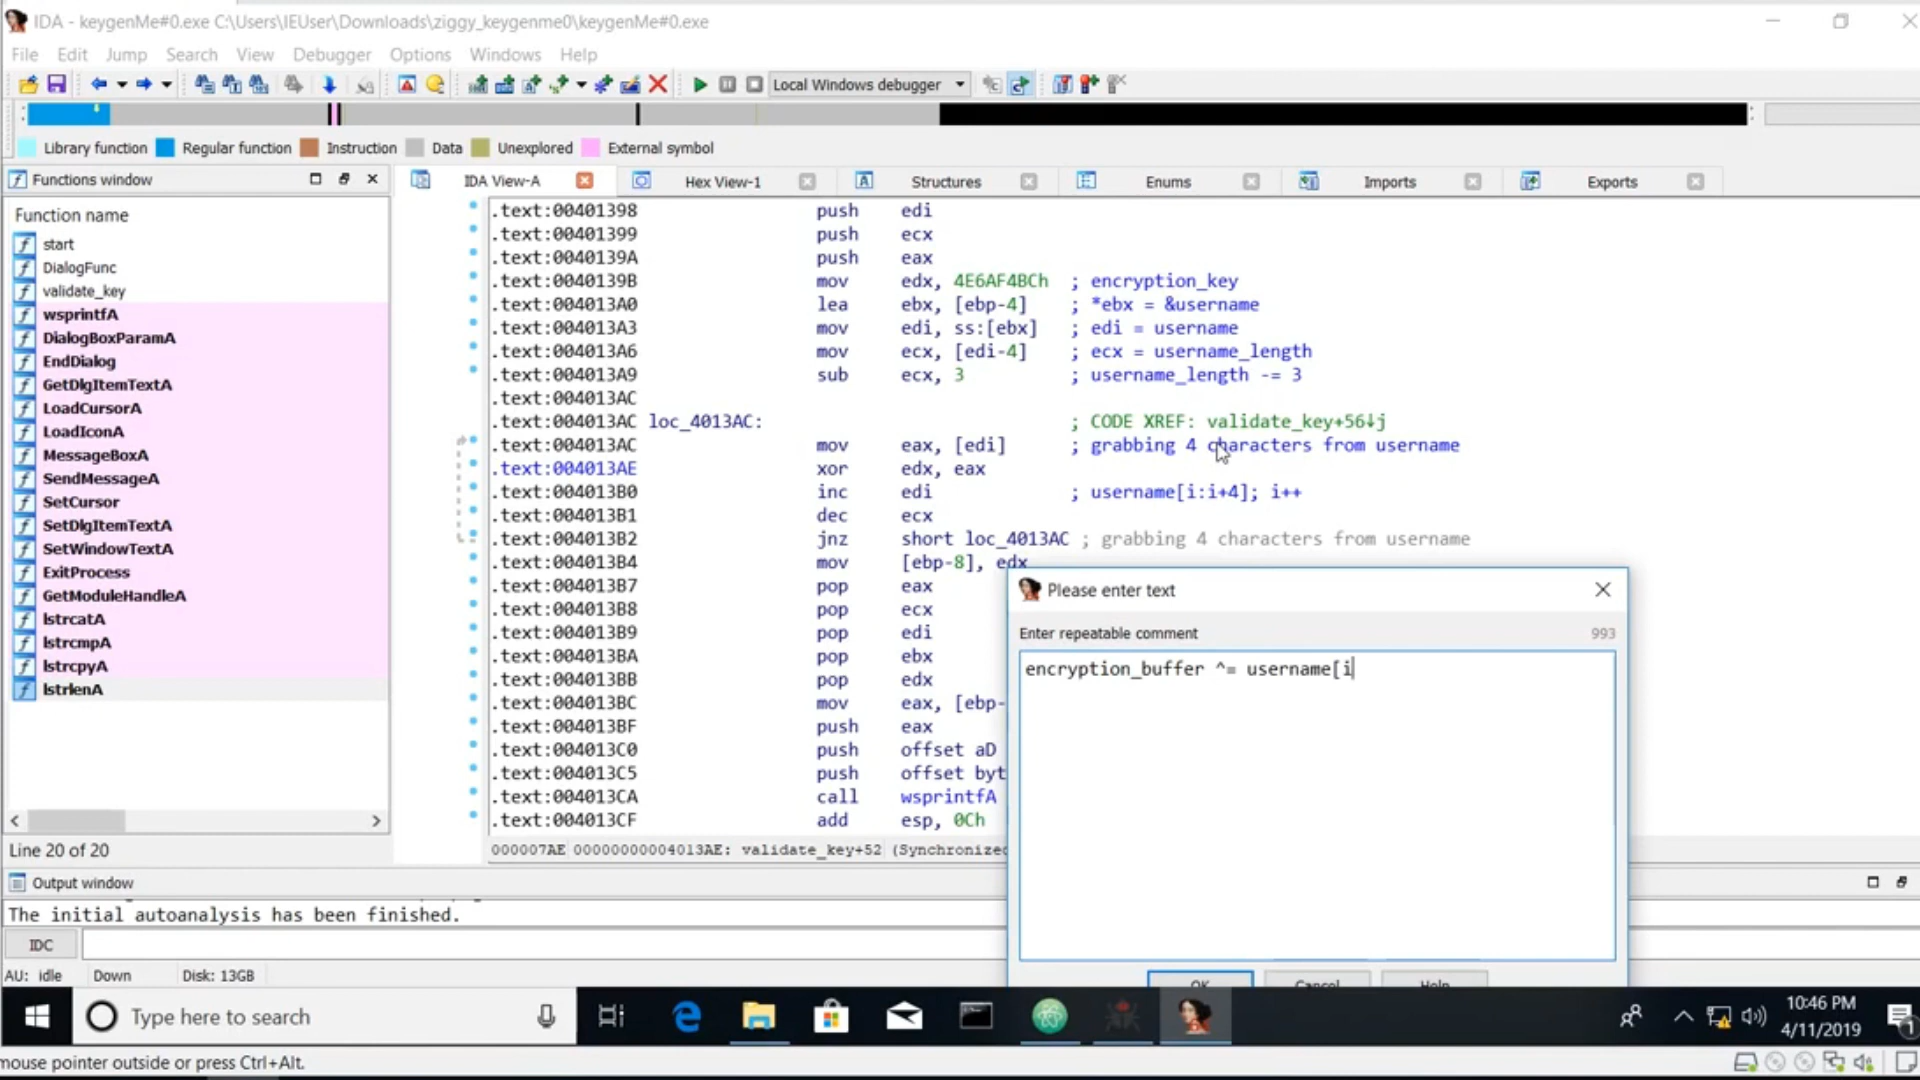 IDA - keygenMe#0.exe C:\Users\IEUser\Downloads\ziggy_keygenme0\keygenMe#0.exe
File Edit Jump Search View Debugger Options Windows Help
Local Windows debugger
Library function Regular function Instruction Data Unexplored External symbol
Functions window
IDA View-A Hex View-1 Structures Enums Imports Exports
Function name
start
DialogFunc
validate_key
wsprintfA
DialogBoxParamA
EndDialog
GetDlgItemTextA
LoadCursorA
LoadIconA
MessageBoxA
SendMessageA
SetCursor
SetDlgItemTextA
SetWindowTextA
ExitProcess
GetModuleHandleA
lstrcatA
lstrcmpA
lstrcpyA
lstrlenA
Line 20 of 20
.text:00401398 push edi
.text:00401399 push ecx
.text:0040139A push eax
.text:0040139B mov edx, 4E6AF4BCh ; encryption_key
.text:004013A0 lea ebx, [ebp-4] ; *ebx = &username
.text:004013A3 mov edi, ss:[ebx] ; edi = username
.text:004013A6 mov ecx, [edi-4] ; ecx = username_length
.text:004013A9 sub ecx, 3 ; username_length -= 3
.text:004013AC
.text:004013AC loc_4013AC: ; CODE XREF: validate_key+56↓j
.text:004013AC mov eax, [edi] ; grabbing 4 characters from username
.text:004013AE xor edx, eax
.text:004013B0 inc edi ; username[i:i+4]; i++
.text:004013B1 dec ecx
.text:004013B2 jnz short loc_4013AC ; grabbing 4 characters from username
.text:004013B4 mov [ebp-8], edx
.text:004013B7 pop eax
.text:004013B8 pop ecx
.text:004013B9 pop edi
.text:004013BA pop ebx
.text:004013BB pop edx
.text:004013BC mov eax, [ebp-
.text:004013BF push eax
.text:004013C0 push offset aD
.text:004013C5 push offset byt
.text:004013CA call wsprintfA
.text:004013CF add esp, 0Ch
000007AE 00000000004013AE: validate_key+52 (Synchronized
Please enter text
Enter repeatable comment 993
encryption_buffer ^= username[i
OK Cancel Help
Output window
The initial autoanalysis has been finished.
IDC
AU: idle Down Disk: 13GB
Type here to search
10:46 PM
4/11/2019
1
mouse pointer outside or press Ctrl+Alt.